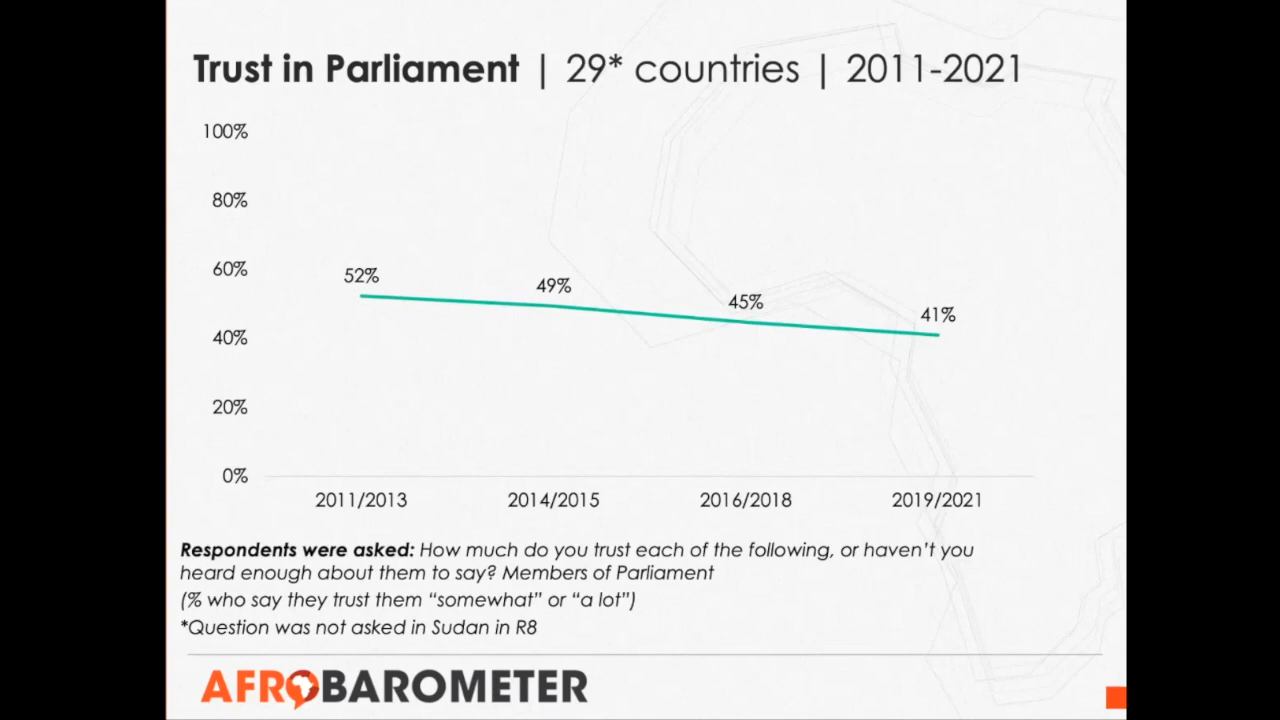 Trust in Parliament | 29* countries | 2011-2021
100%
80%
60%
40%
20%
0%
52%
49%
45%
41%
2011/2013
2014/2015
2016/2018
2019/2021
Respondents were asked: How much do you trust each of the following, or haven't you
heard enough about them to say? Members of Parliament
(% who say they trust them “somewhat” or “a lot”)
*Question was not asked in Sudan in R8
AFROBAROMETER